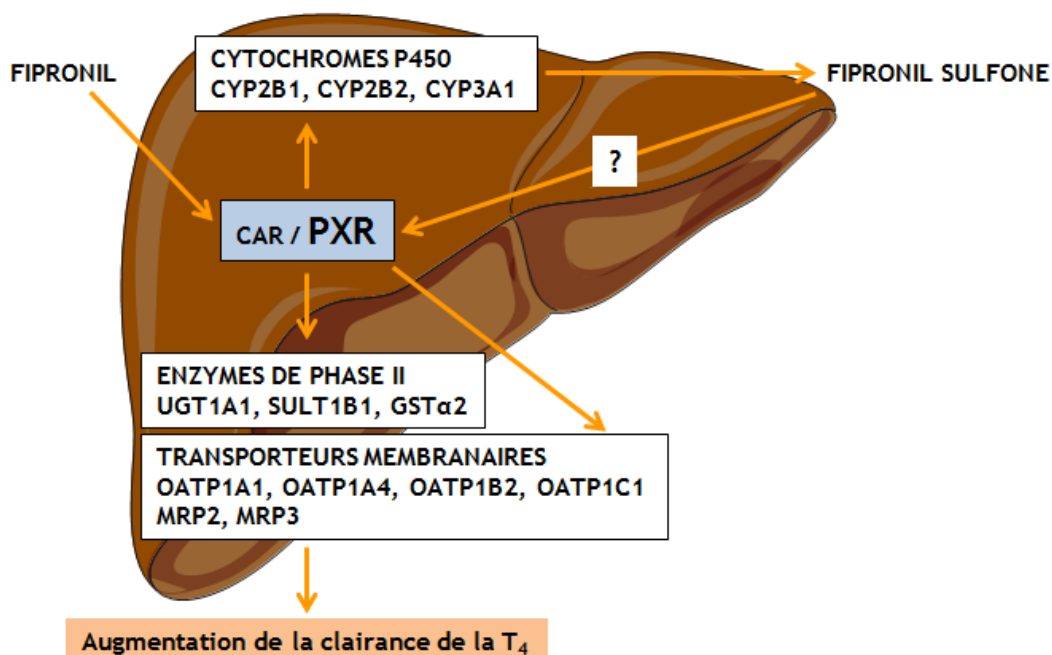 CYTOCHROMES P450
CYP2B1, CYP2B2, CYP3A1
FIPRONIL
FIPRONIL SULFONE
?
CAR / PXR
ENZYMES DE PHASE II
UGT1A1, SULT1B1, GSTα2
TRANSPORTEURS MEMBRANAIRES
OATP1A1, OATP1A4, OATP1B2, OATP1C1
MRP2, MRP3
Augmentation de la clairance de la T₄